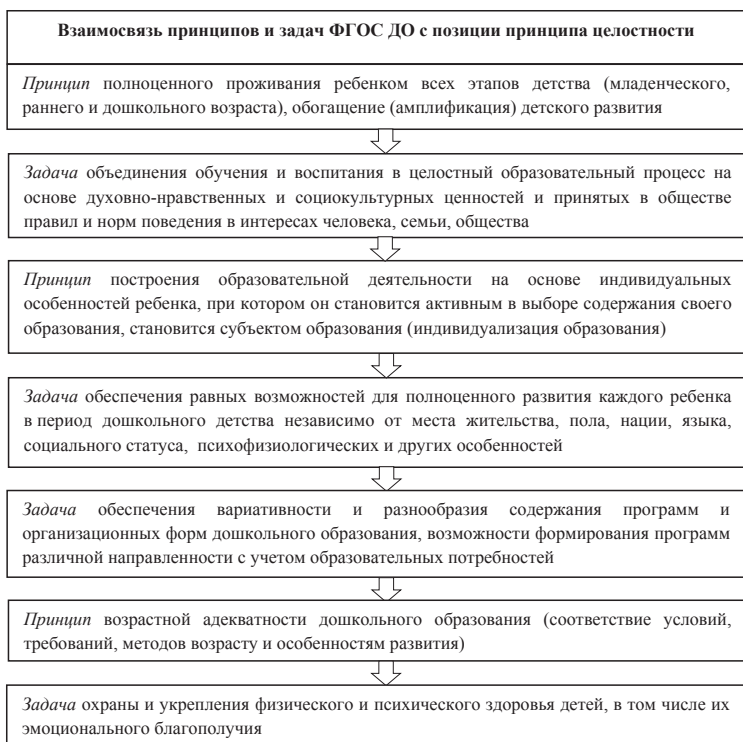 Взаимосвязь принципов и задач ФГОС ДО с позиции принципа целостности
Принцип полноценного проживания ребенком всех этапов детства (младенческого,
раннего и дошкольного возраста), обогащение (амплификация) детского развития
Задача объединения обучения и воспитания в целостный образовательный процесс на
основе духовно-нравственных и социокультурных ценностей и принятых в обществе
правил и норм поведения в интересах человека, семьи, общества
Принцип построения образовательной деятельности на основе индивидуальных
особенностей ребенка, при котором он становится активным в выборе содержания своего
образования, становится субъектом образования (индивидуализация образования)
Задача обеспечения равных возможностей для полноценного развития каждого ребенка
в период дошкольного детства независимо от места жительства, пола, нации, языка,
социального статуса, психофизиологических и других особенностей
Задача обеспечения вариативности и разнообразия содержания программ и
организационных форм дошкольного образования, возможности формирования программ
различной направленности с учетом образовательных потребностей
Принцип возрастной адекватности дошкольного образования (соответствие условий,
требований, методов возрасту и особенностям развития)
Задача охраны и укрепления физического и психического здоровья детей, в том числе их
эмоционального благополучия